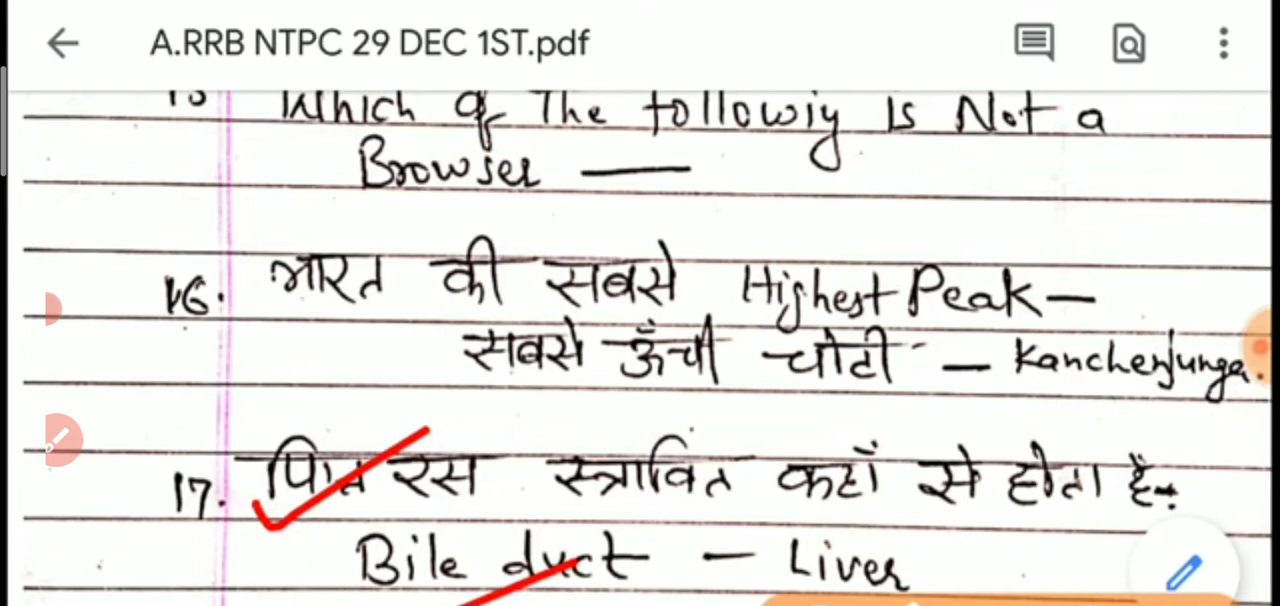 A.RRB NTPC 29 DEC 1ST.pdf
15 Which of The followiy Is Not a
Browser —
16. भारत की सबसे Highest Peak —
सबसे ऊँची चोटी — Kanchenjunga.
17. पित्त रस स्त्रावित कहाँ से होता है-
Bile duct — Liver